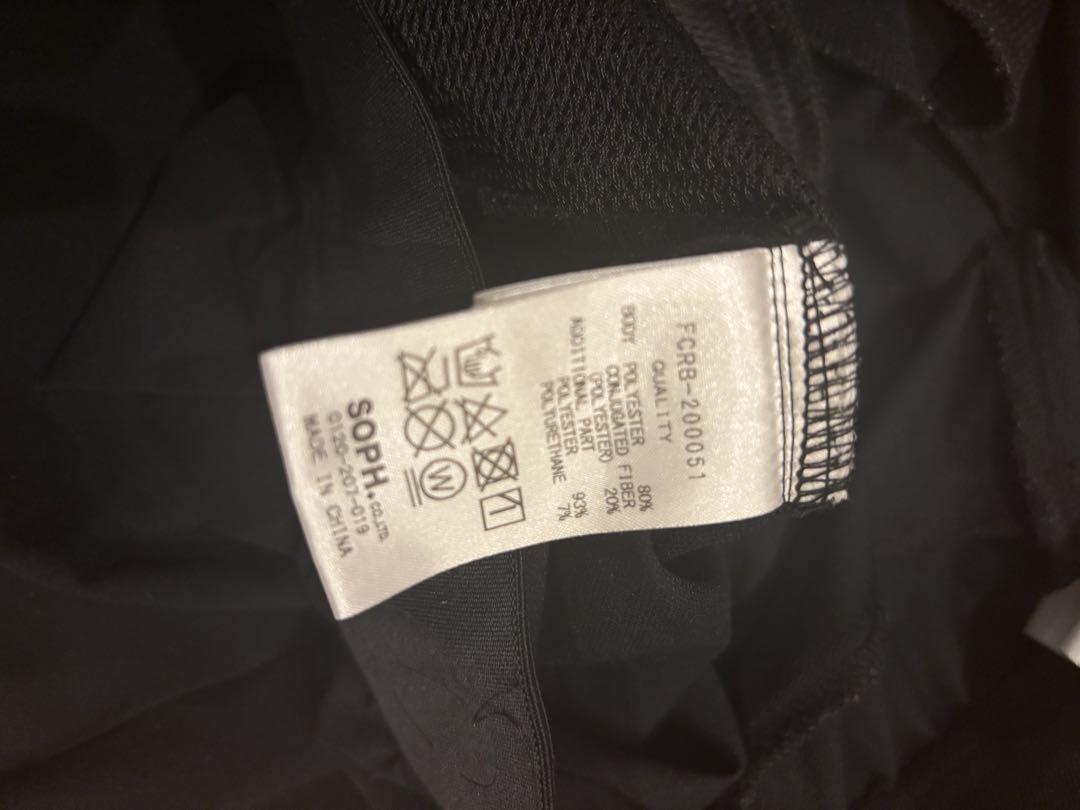 FCRB-200051
QUALITY
BODY POLYESTER 80%
CONJUGATED FIBER 20%
(POLYESTER)
ADDITIONAL PART
POLYESTER 93%
POLYURETHANE 7%
W
SOPH. CO.,LTD.
0120-207-019
MADE IN CHINA